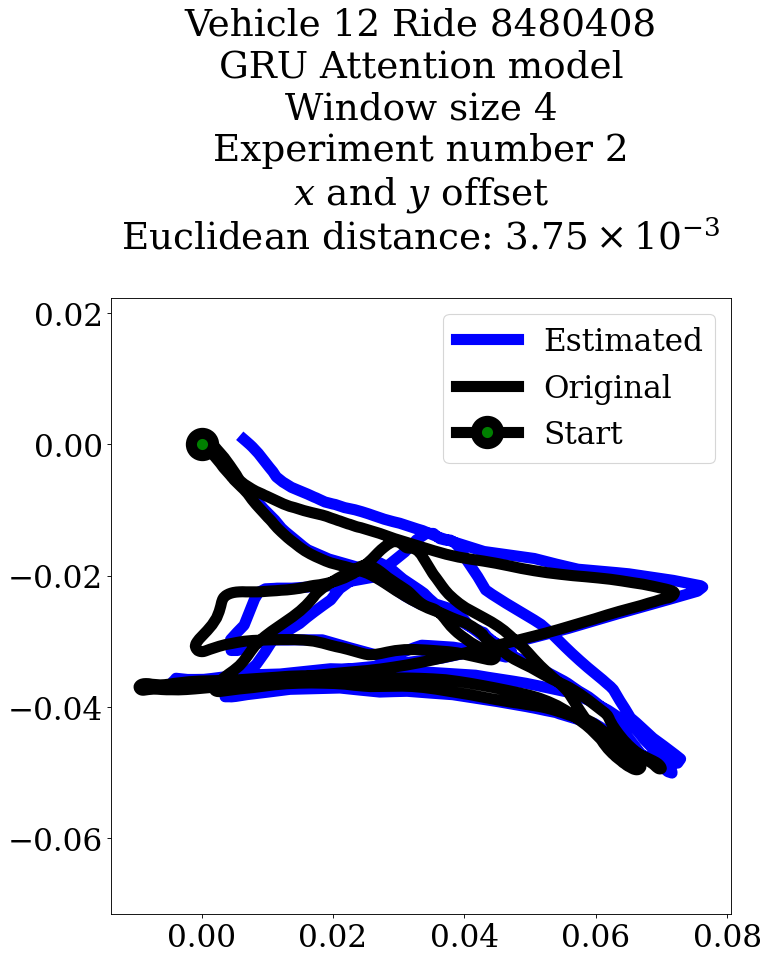 Vehicle 12 Ride 8480408
GRU Attention model
Window size 4
Experiment number 2
x and y offset
Euclidean distance: 3.75 × 10⁻³
Estimated
Original
Start
0.02
0.00
−0.02
−0.04
−0.06
0.00 0.02 0.04 0.06 0.08